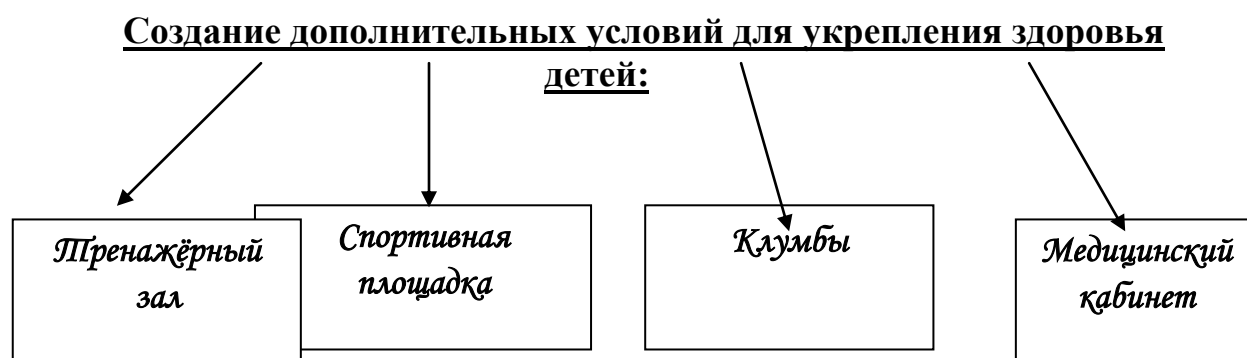 Создание дополнительных условий для укрепления здоровья
детей:
Тренажёрный
зал
Спортивная
площадка
Клумбы
Медицинский
кабинет